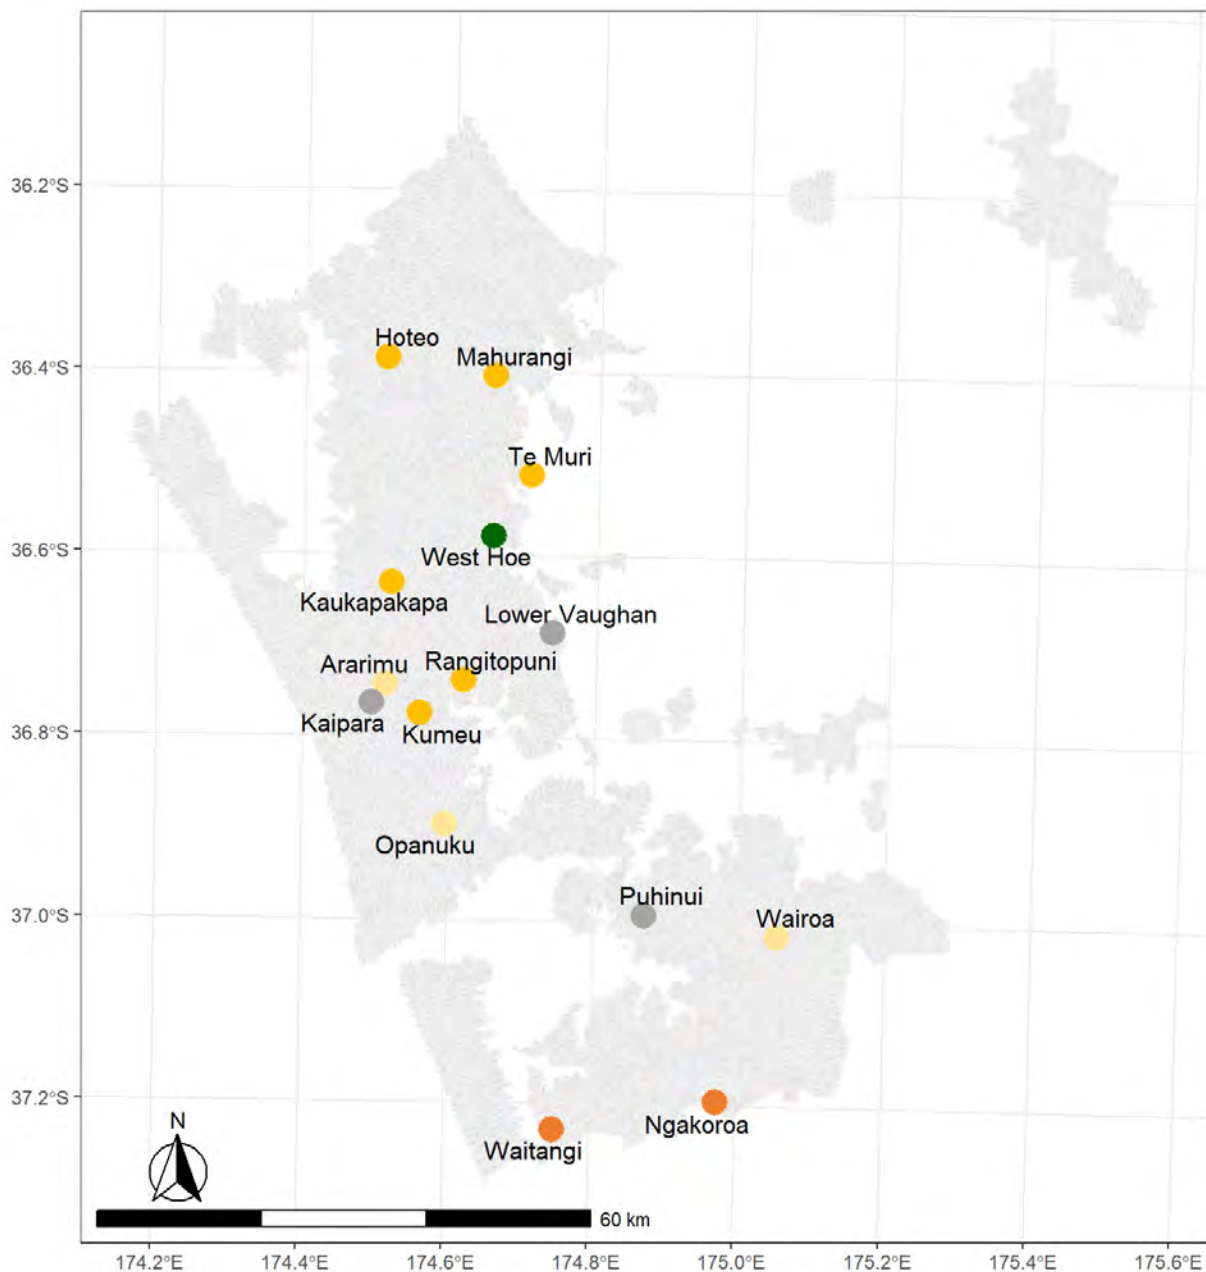 36.2°S
Hoteo
Mahurangi
36.4°S
Te Muri
36.6°S
West Hoe
Kaukapakapa
Lower Vaughan
Ararimu
Rangitopuni
Kaipara
Kumeu
36.8°S
Opanuku
Puhinui
37.0°S
Wairoa
37.2°S
N
Ngakoroa
Waitangi
60 km
174.2°E 174.4°E 174.6°E 174.8°E 175.0°E 175.2°E 175.4°E 175.6°E